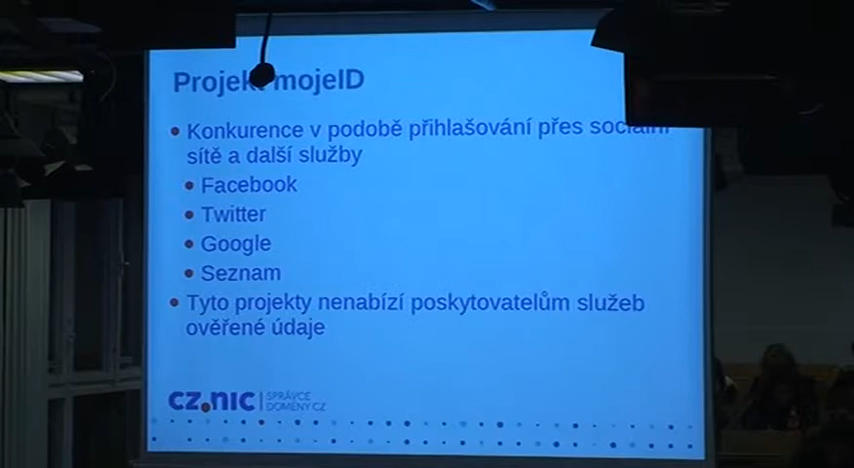 Projekt mojeID
Konkurence v podobě přihlašování přes sociální
sítě a další služby
Facebook
Twitter
Google
Seznam
Tyto projekty nenabízí poskytovatelům služeb
ověřené údaje
CZ.NIC SPRÁVCE
DOMÉNY CZ